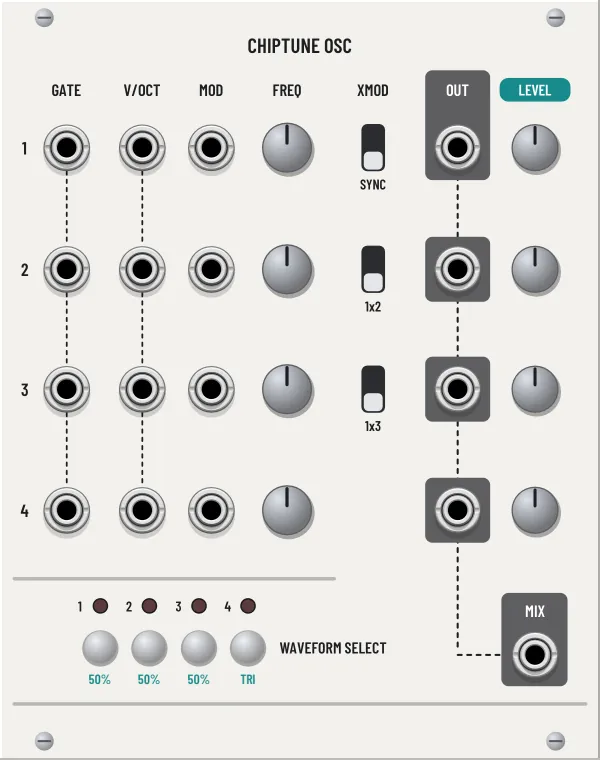 CHIPTUNE OSC
GATE V/OCT MOD FREQ XMOD OUT LEVEL
1
SYNC
2
1x2
3
1x3
4
1 2 3 4
MIX
WAVEFORM SELECT
50% 50% 50% TRI